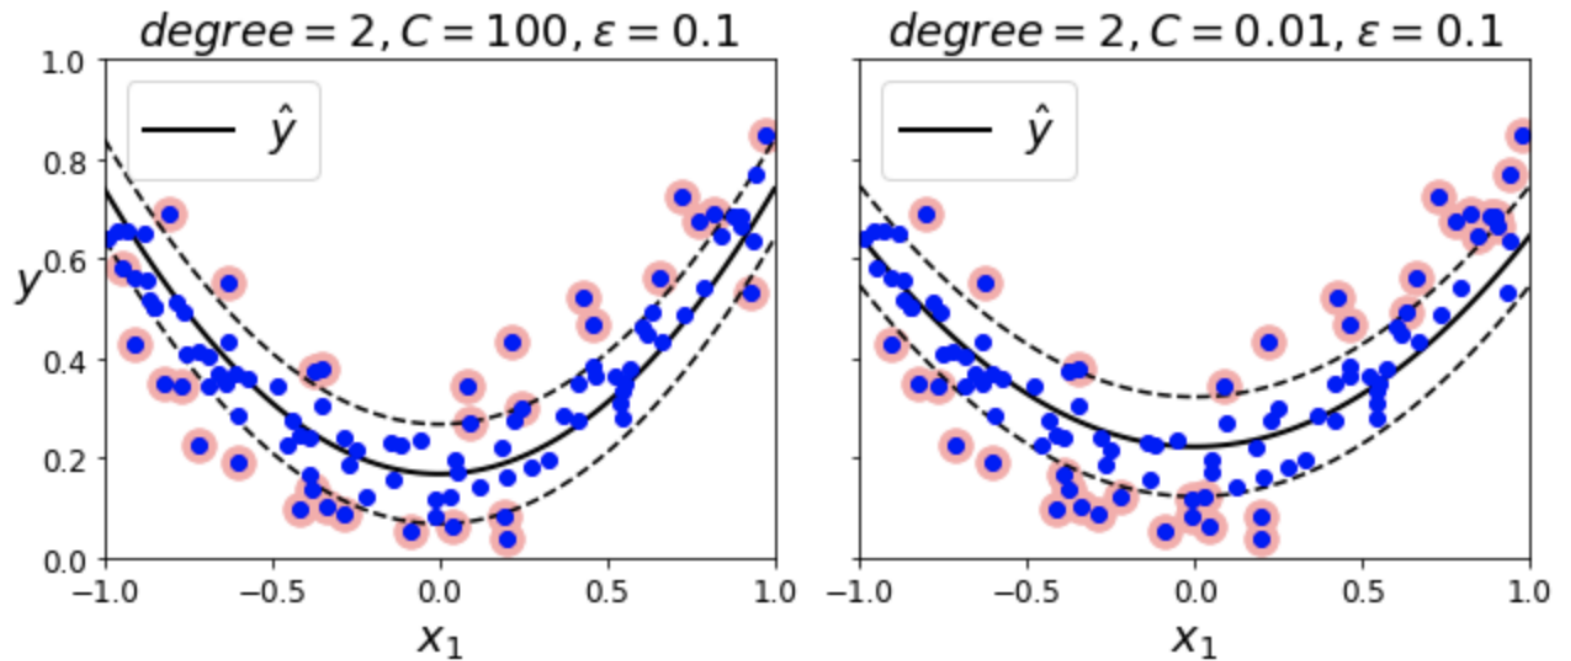 degree = 2, C = 100, ε = 0.1
degree = 2, C = 0.01, ε = 0.1
1.0
0.8
0.6
0.4
0.2
0.0
y
ŷ
ŷ
−1.0
−0.5
0.0
0.5
1.0
−1.0
−0.5
0.0
0.5
1.0
x₁
x₁